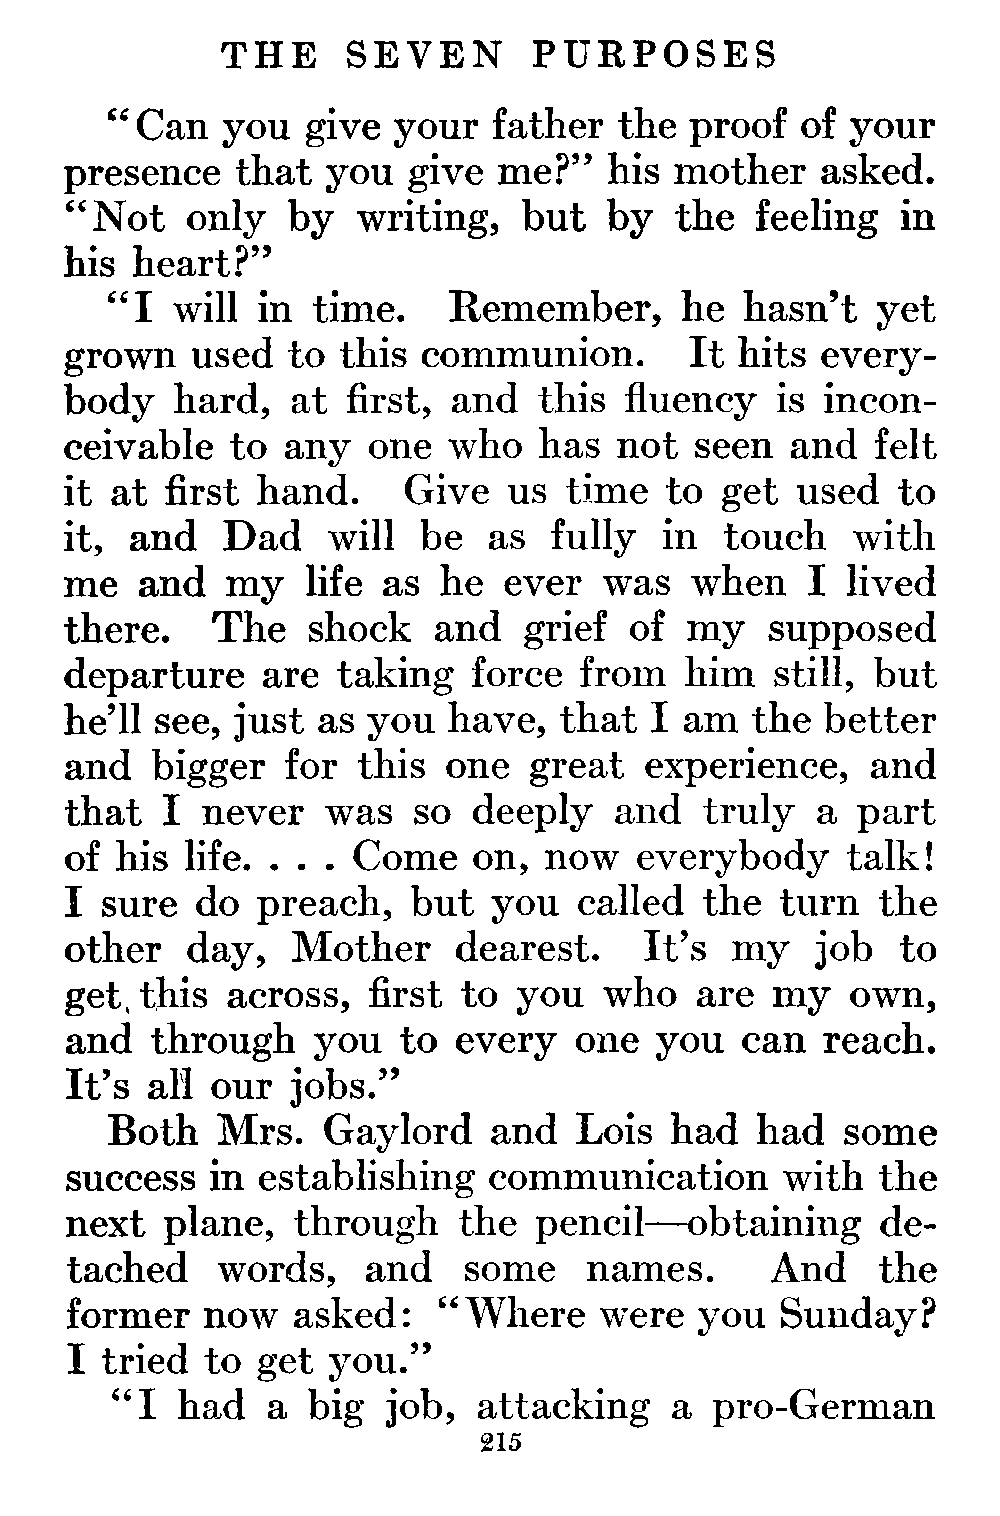 THE SEVEN PURPOSES
“Can you give your father the proof of your
presence that you give me?” his mother asked.
“Not only by writing, but by the feeling in
his heart?”
“I will in time. Remember, he hasn’t yet
grown used to this communion. It hits every-
body hard, at first, and this fluency is incon-
ceivable to any one who has not seen and felt
it at first hand. Give us time to get used to
it, and Dad will be as fully in touch with
me and my life as he ever was when I lived
there. The shock and grief of my supposed
departure are taking force from him still, but
he’ll see, just as you have, that I am the better
and bigger for this one great experience, and
that I never was so deeply and truly a part
of his life. . . . Come on, now everybody talk!
I sure do preach, but you called the turn the
other day, Mother dearest. It’s my job to
get this across, first to you who are my own,
and through you to every one you can reach.
It’s all our jobs.”
Both Mrs. Gaylord and Lois had had some
success in establishing communication with the
next plane, through the pencil—obtaining de-
tached words, and some names. And the
former now asked: “Where were you Sunday?
I tried to get you.”
“I had a big job, attacking a pro-German
215